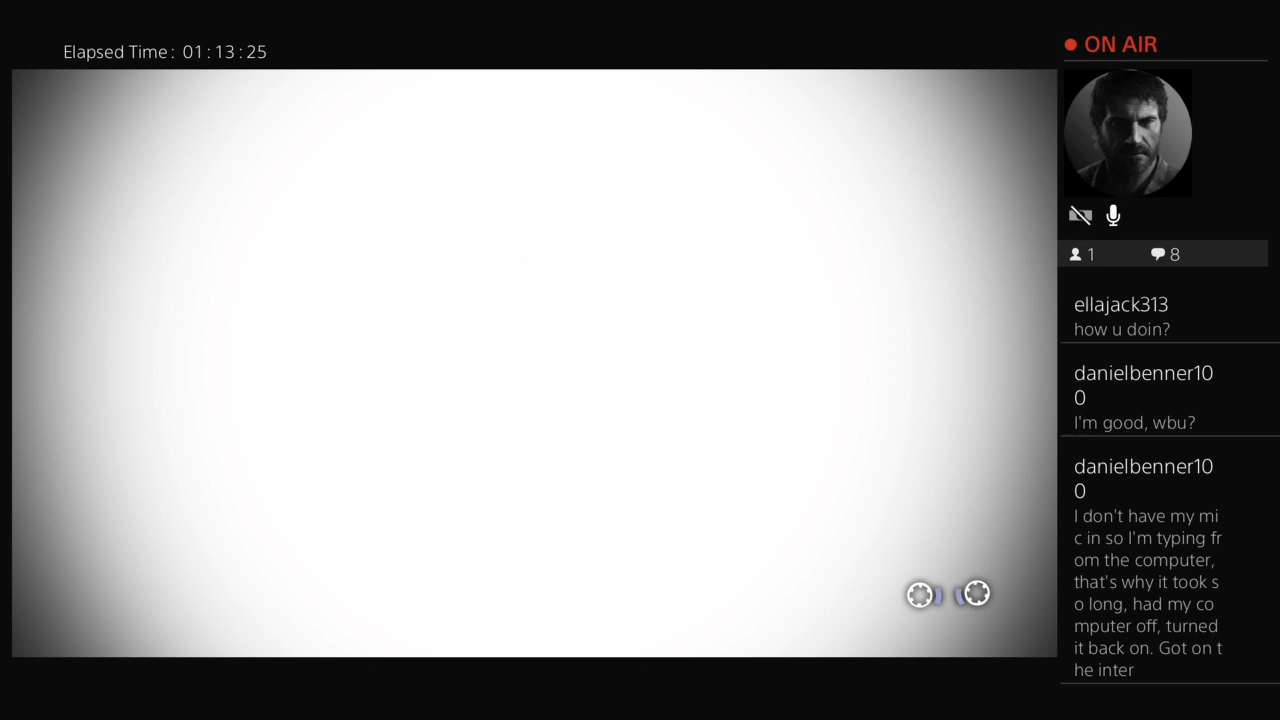 Elapsed Time: 01:13:25
ON AIR
1
8
ellajack313
how u doin?
danielbenner10
0
I'm good, wbu?
danielbenner10
0
I don't have my mi
c in so I'm typing fr
om the computer,
that's why it took s
o long, had my co
mputer off, turned
it back on. Got on t
he inter